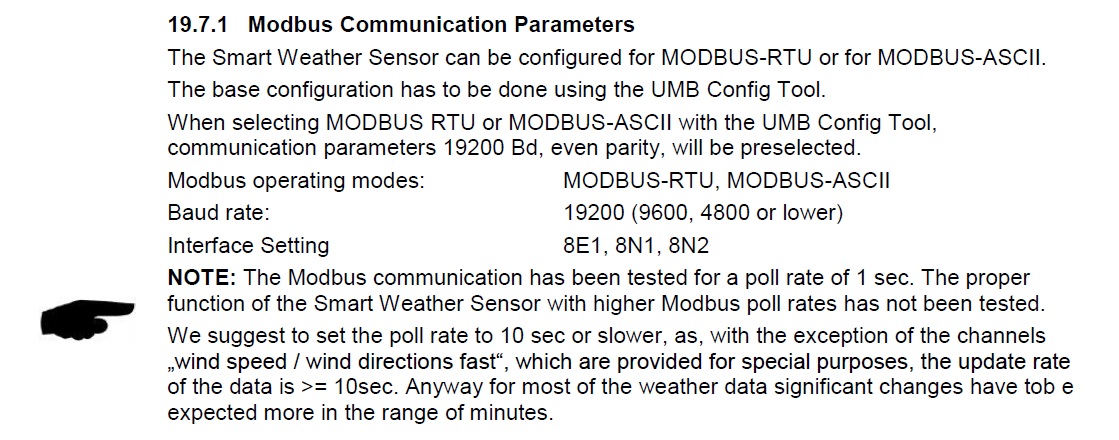 19.7.1 Modbus Communication Parameters
The Smart Weather Sensor can be configured for MODBUS-RTU or for MODBUS-ASCII.
The base configuration has to be done using the UMB Config Tool.
When selecting MODBUS RTU or MODBUS-ASCII with the UMB Config Tool,
communication parameters 19200 Bd, even parity, will be preselected.
Modbus operating modes: MODBUS-RTU, MODBUS-ASCII
Baud rate: 19200 (9600, 4800 or lower)
Interface Setting 8E1, 8N1, 8N2
NOTE: The Modbus communication has been tested for a poll rate of 1 sec. The proper
function of the Smart Weather Sensor with higher Modbus poll rates has not been tested.
We suggest to set the poll rate to 10 sec or slower, as, with the exception of the channels
„wind speed / wind directions fast“, which are provided for special purposes, the update rate
of the data is >= 10sec. Anyway for most of the weather data significant changes have tob e
expected more in the range of minutes.